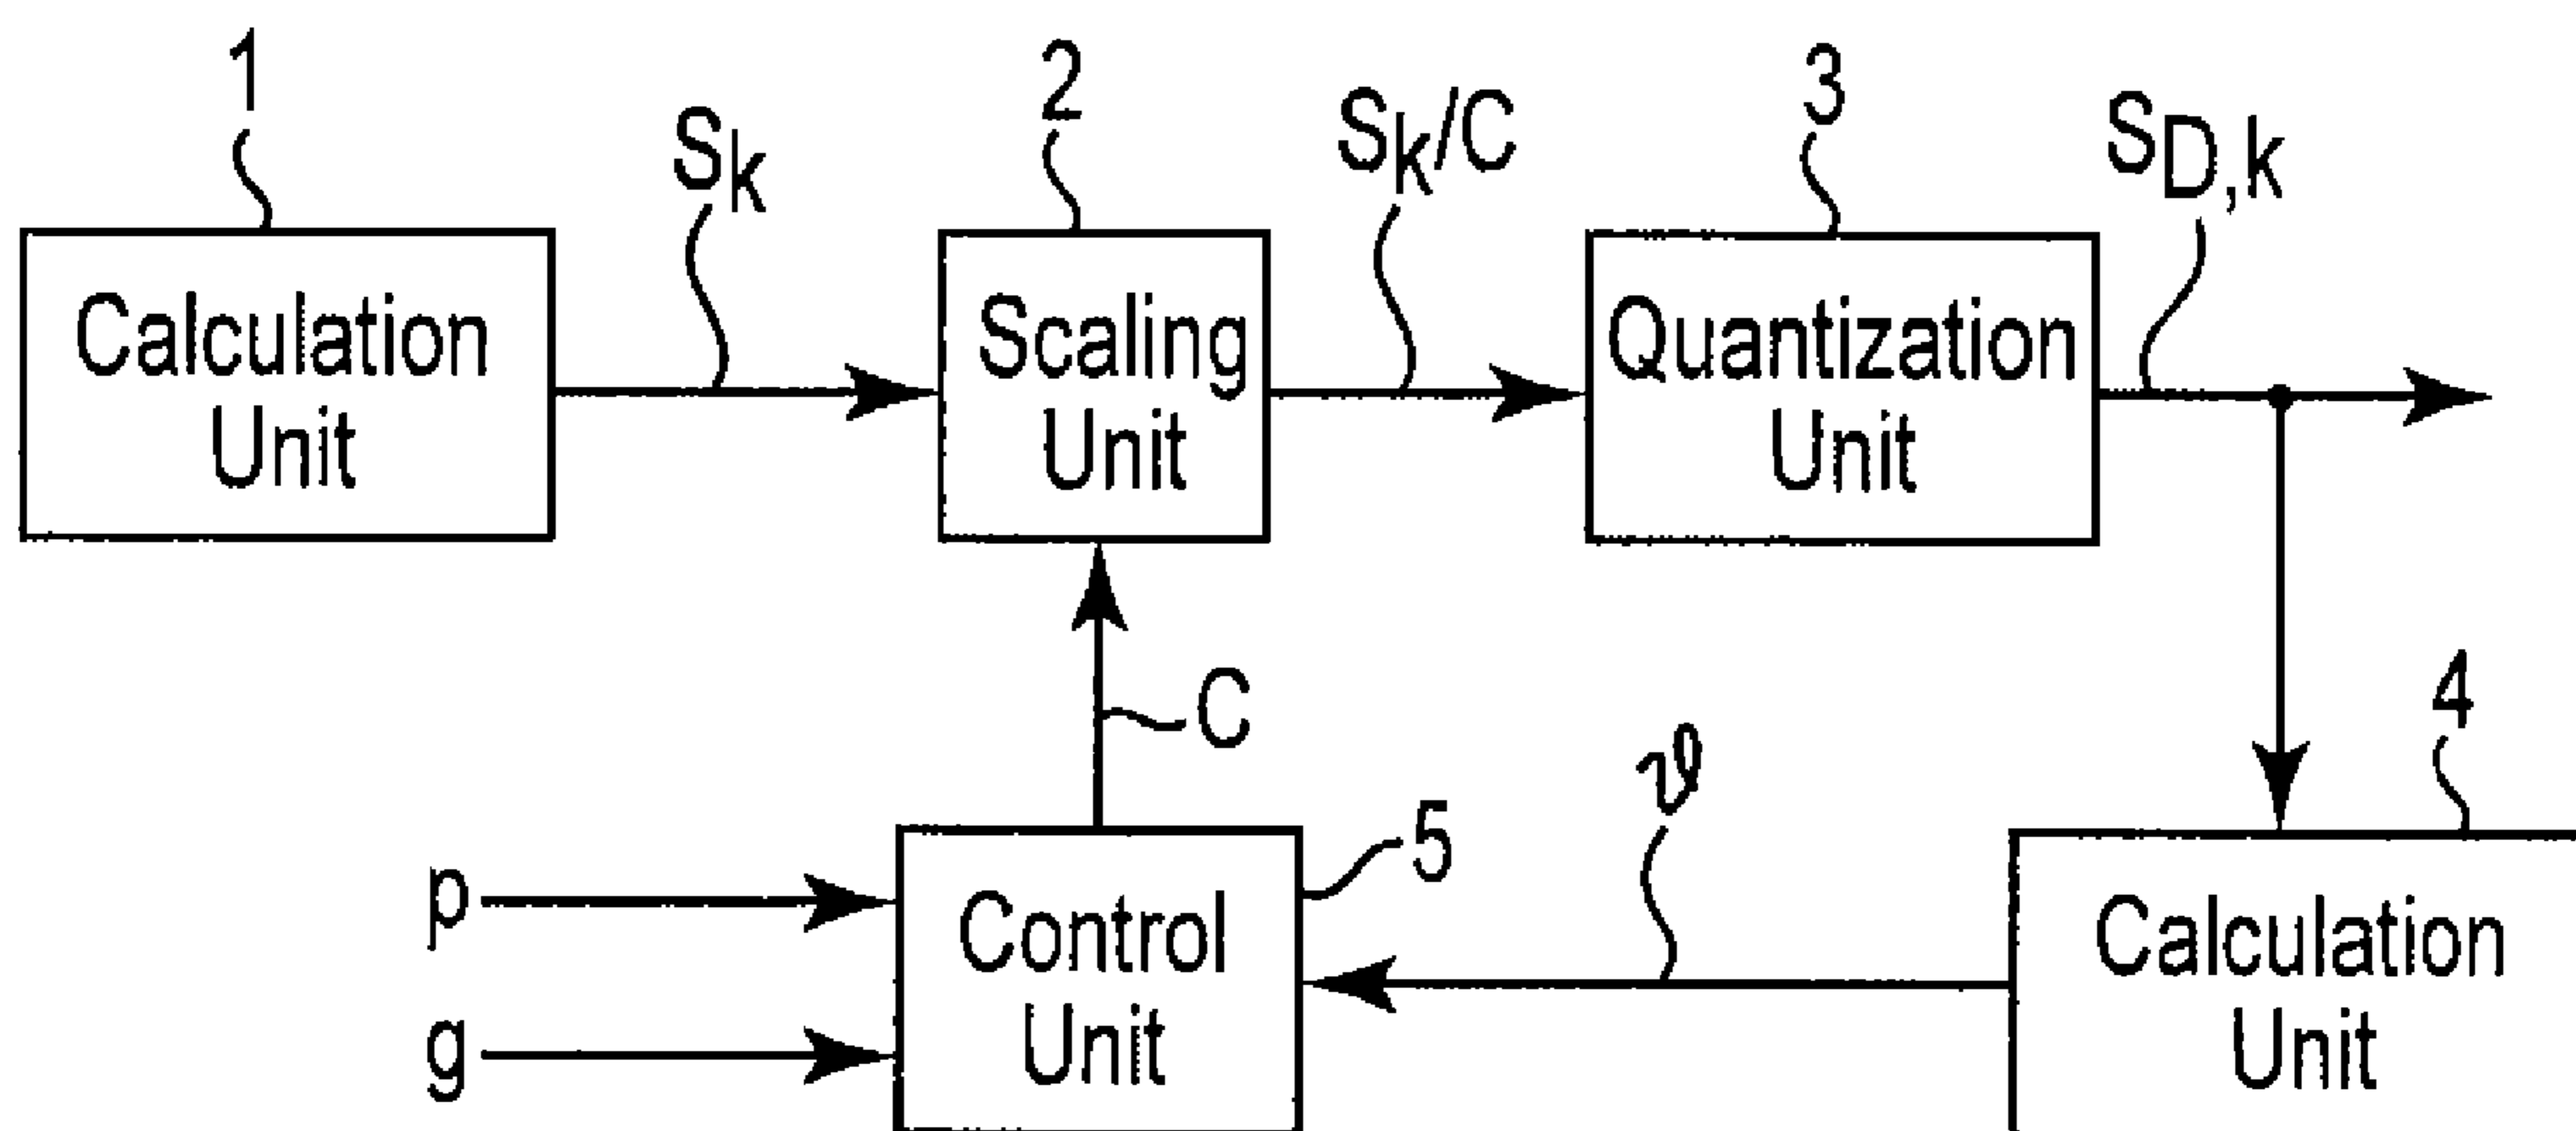 1
2
3
S_k
S_k/C
S_D,k
Calculation
Unit
Scaling
Unit
Quantization
Unit
C
4
ϑ
5
p
g
Control
Unit
Calculation
Unit